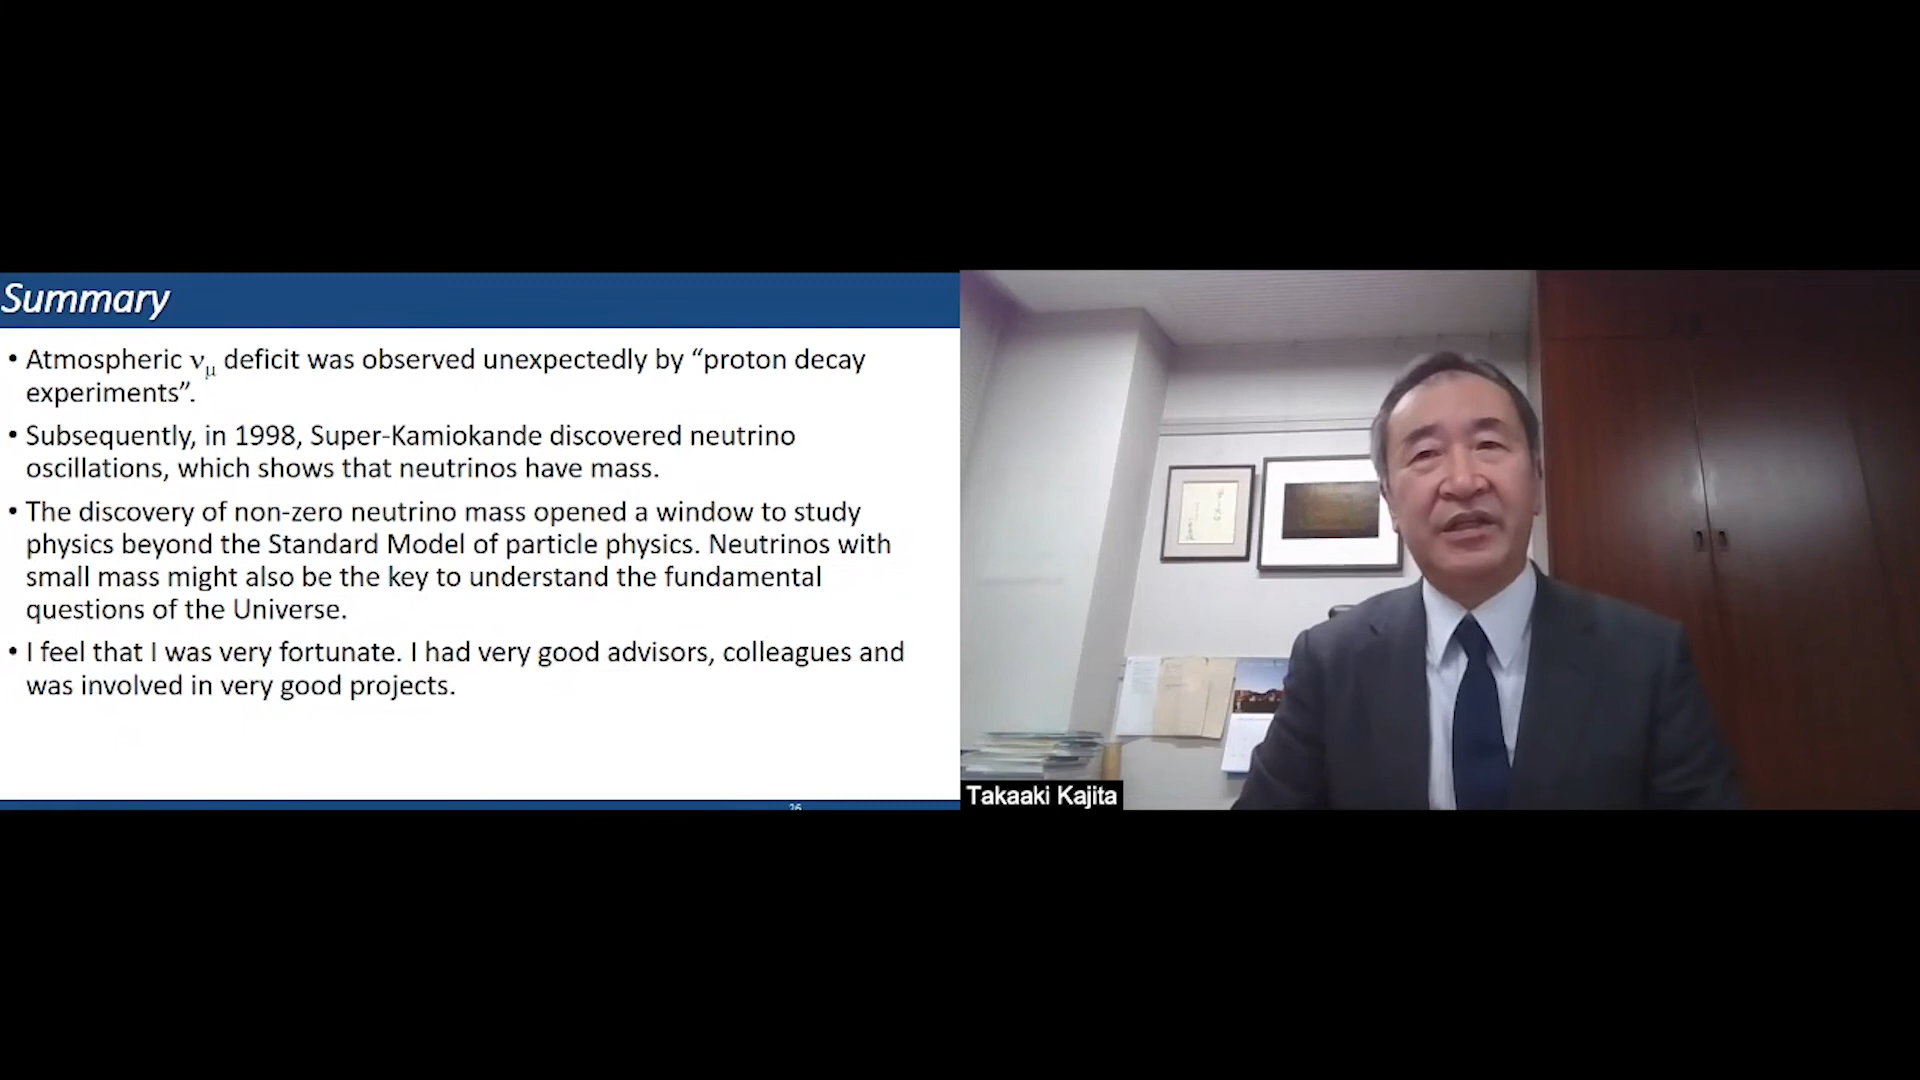 Summary
• Atmospheric νμ deficit was observed unexpectedly by “proton decay
experiments”.
• Subsequently, in 1998, Super-Kamiokande discovered neutrino
oscillations, which shows that neutrinos have mass.
• The discovery of non-zero neutrino mass opened a window to study
physics beyond the Standard Model of particle physics. Neutrinos with
small mass might also be the key to understand the fundamental
questions of the Universe.
• I feel that I was very fortunate. I had very good advisors, colleagues and
was involved in very good projects.
26
Takaaki Kajita